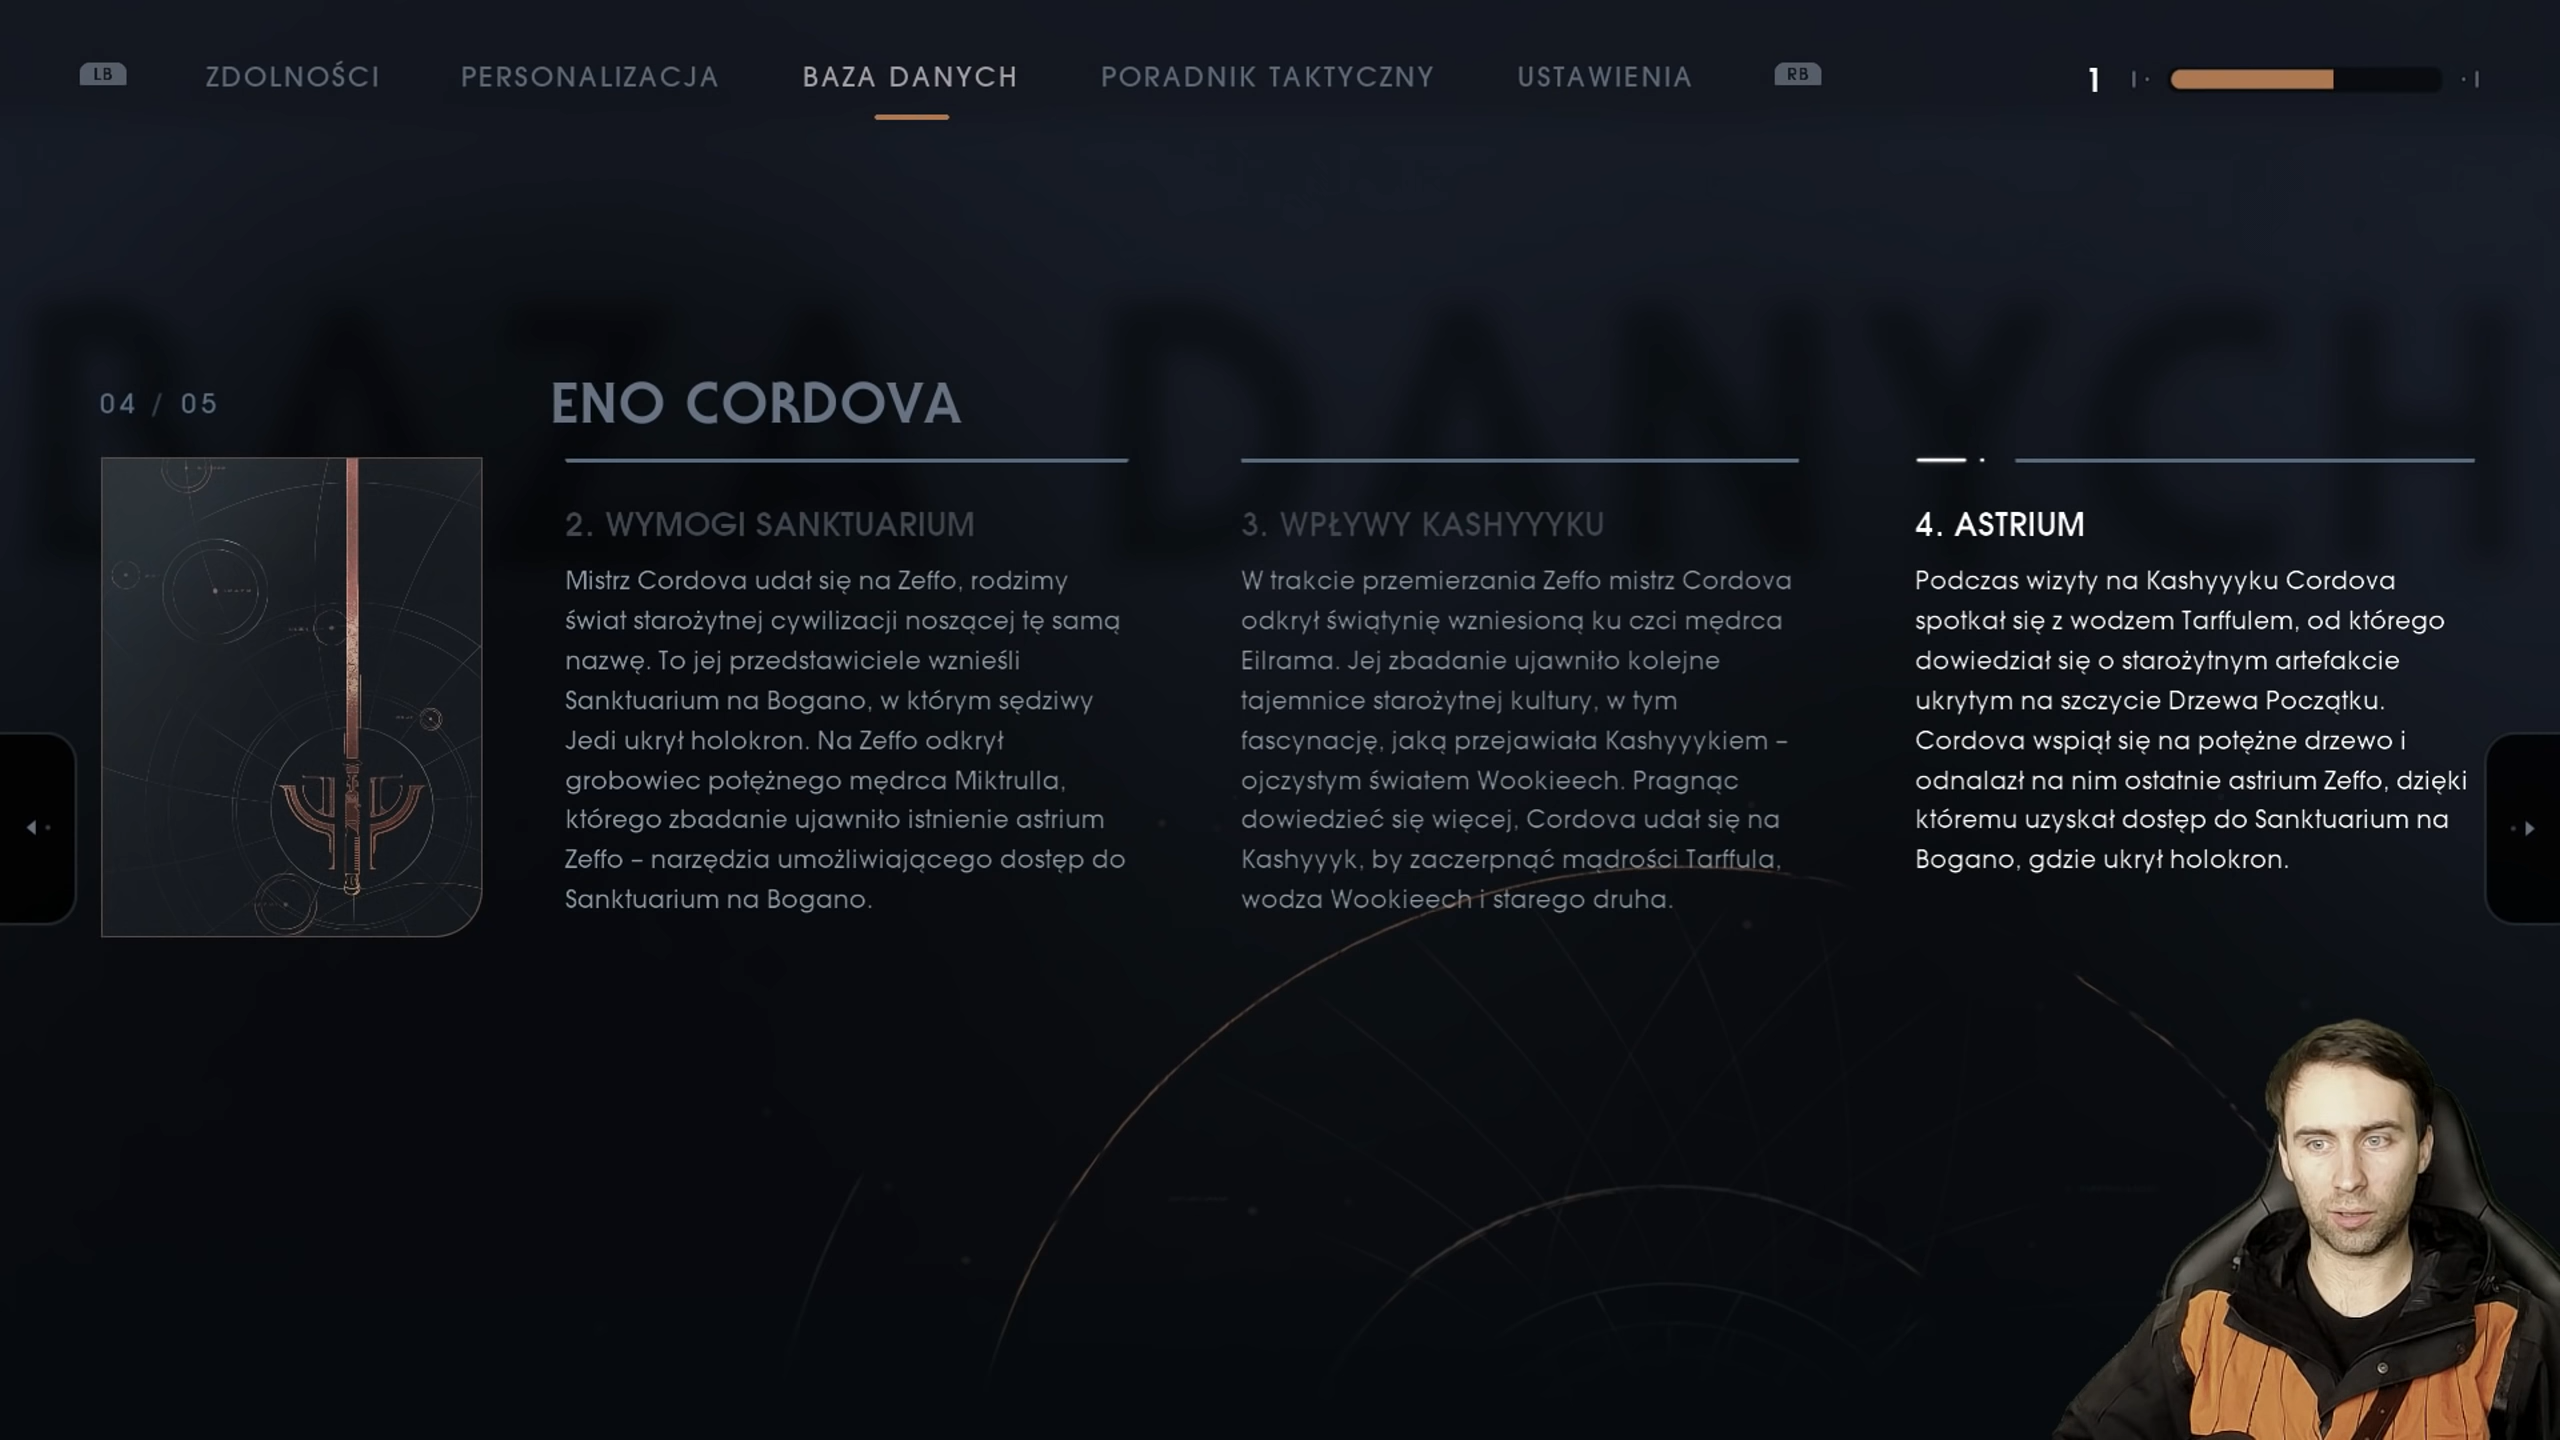 LB ZDOLNOŚCI PERSONALIZACJA BAZA DANYCH PORADNIK TAKTYCZNY USTAWIENIA RB 1
BAZA DANYCH
04 / 05
ENO CORDOVA
2. WYMOGI SANKTUARIUM
Mistrz Cordova udał się na Zeffo, rodzimy
świat starożytnej cywilizacji noszącej tę samą
nazwę. To jej przedstawiciele wznieśli
Sanktuarium na Bogano, w którym sędziwy
Jedi ukrył holokron. Na Zeffo odkrył
grobowiec potężnego mędrca Miktrulla,
którego zbadanie ujawniło istnienie astrium
Zeffo – narzędzia umożliwiającego dostęp do
Sanktuarium na Bogano.
3. WPŁYWY KASHYYYKU
W trakcie przemierzania Zeffo mistrz Cordova
odkrył świątynię wzniesioną ku czci mędrca
Eilrama. Jej zbadanie ujawniło kolejne
tajemnice starożytnej kultury, w tym
fascynację, jaką przejawiała Kashyyykiem –
ojczystym światem Wookieech. Pragnąc
dowiedzieć się więcej, Cordova udał się na
Kashyyyk, by zaczerpnąć mądrości Tarffula,
wodza Wookieech i starego druha.
4. ASTRIUM
Podczas wizyty na Kashyyyku Cordova
spotkał się z wodzem Tarffulem, od którego
dowiedział się o starożytnym artefakcie
ukrytym na szczycie Drzewa Początku.
Cordova wspiął się na potężne drzewo i
odnalazł na nim ostatnie astrium Zeffo, dzięki
któremu uzyskał dostęp do Sanktuarium na
Bogano, gdzie ukrył holokron.